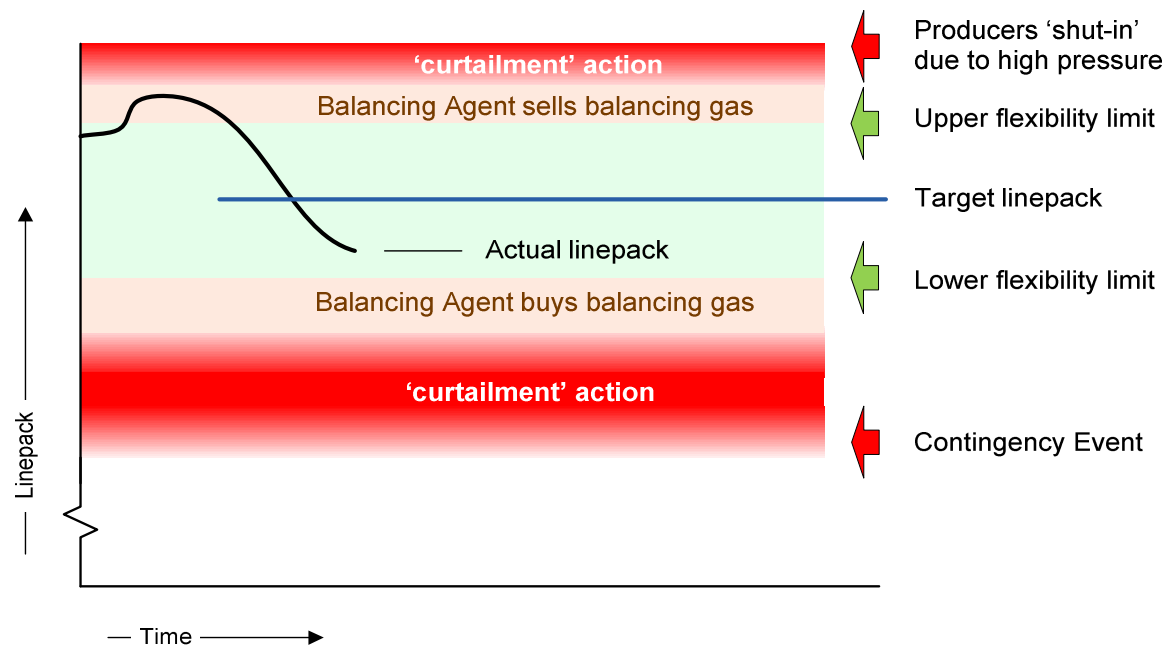 Producers ‘shut-in’
due to high pressure
‘curtailment’ action
Balancing Agent sells balancing gas
Upper flexibility limit
Target linepack
Actual linepack
Lower flexibility limit
Balancing Agent buys balancing gas
‘curtailment’ action
Contingency Event
Linepack
Time